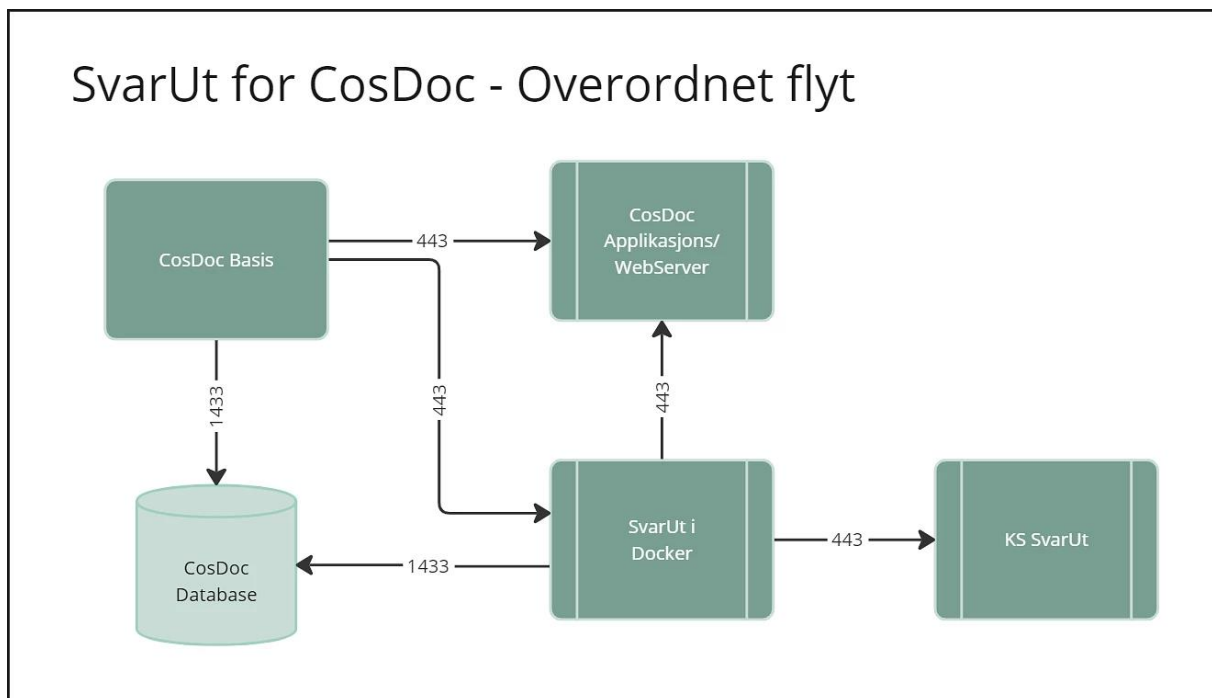 SvarUt for CosDoc - Overordnet flyt
CosDoc Basis
443
CosDoc
Applikasjons/
WebServer
1433
443
443
CosDoc
Database
1433
SvarUt i
Docker
443
KS SvarUt